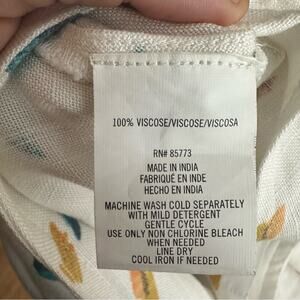 100% VISCOSE/VISCOSE/VISCOSA
RN# 85773
MADE IN INDIA
FABRIQUÉ EN INDE
HECHO EN INDIA
MACHINE WASH COLD SEPARATELY
WITH MILD DETERGENT
GENTLE CYCLE
USE ONLY NON CHLORINE BLEACH
WHEN NEEDED
LINE DRY
COOL IRON IF NEEDED